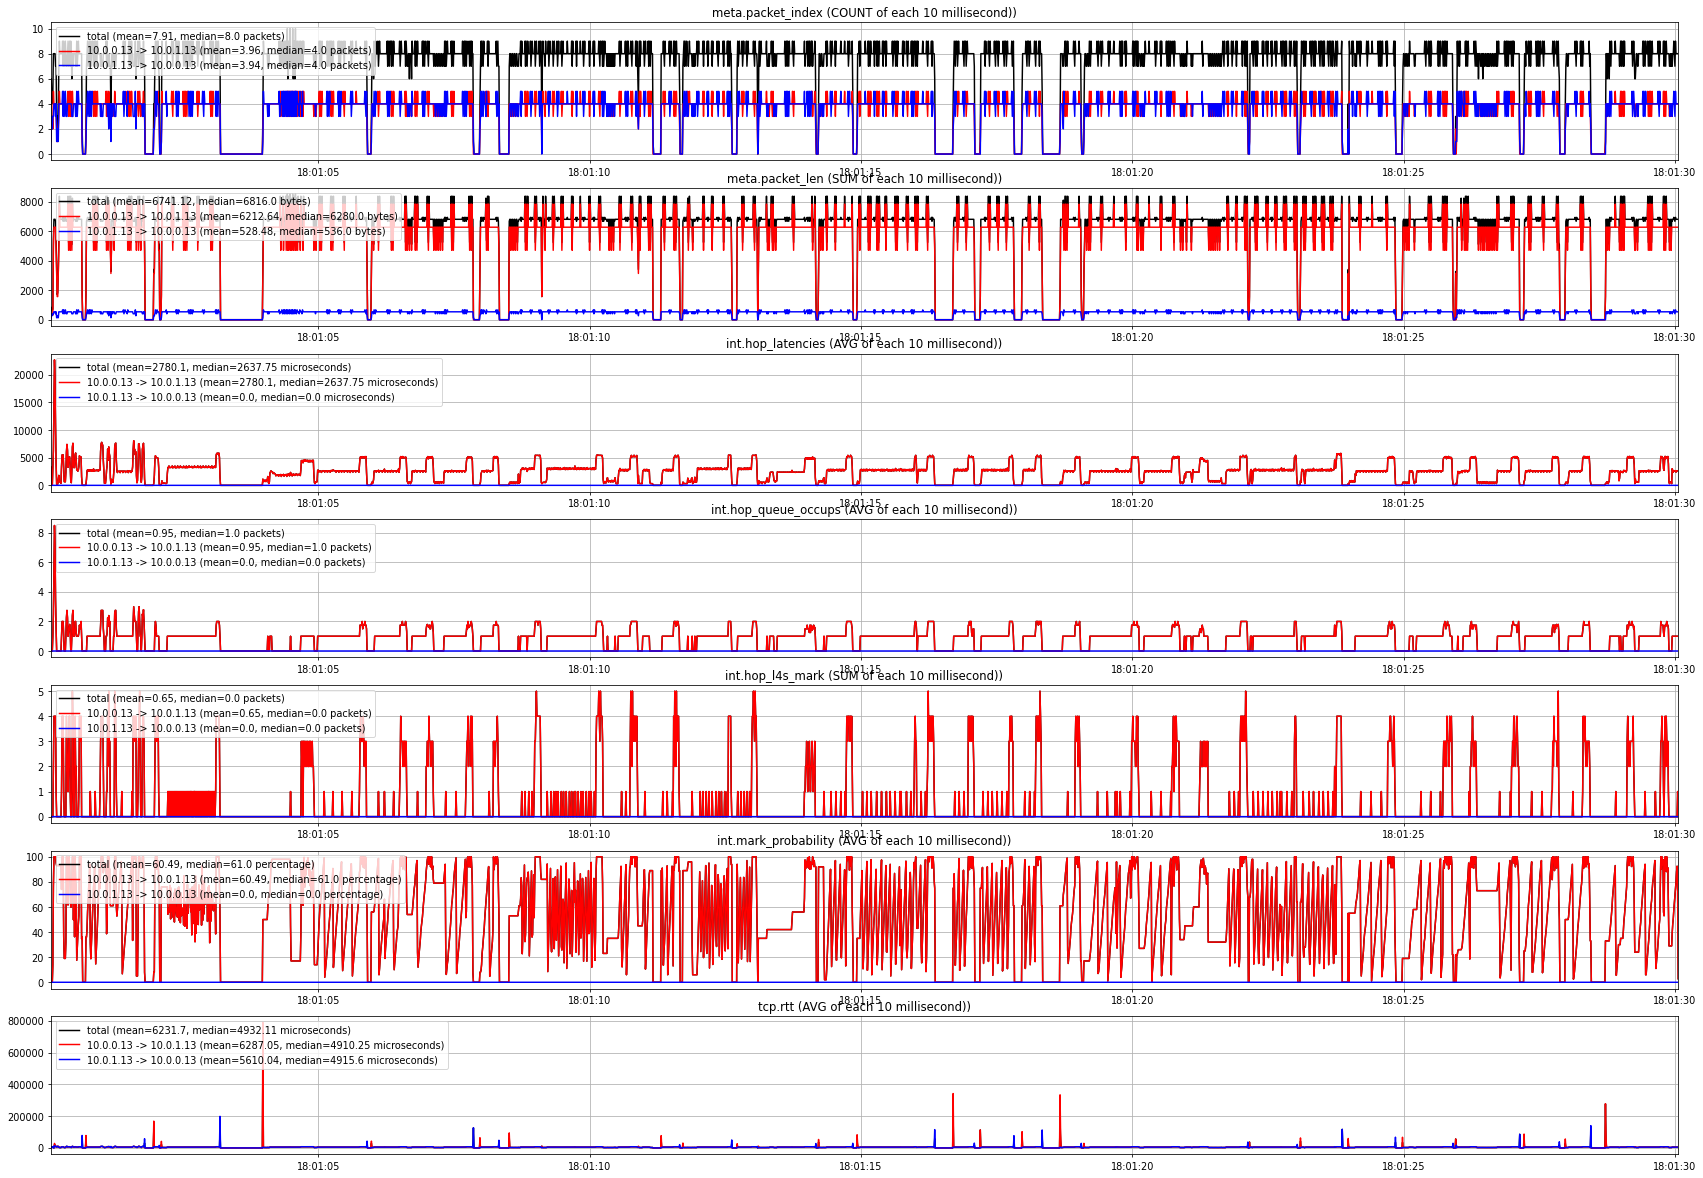 meta.packet_index (COUNT of each 10 millisecond))
total (mean=7.91, median=8.0 packets)
10.0.0.13 -> 10.0.1.13 (mean=3.96, median=4.0 packets)
10.0.1.13 -> 10.0.0.13 (mean=3.94, median=4.0 packets)
10
8
6
4
2
0
18:01:05 18:01:10 18:01:15 18:01:20 18:01:25 18:01:30
meta.packet_len (SUM of each 10 millisecond))
total (mean=6741.12, median=6816.0 bytes)
10.0.0.13 -> 10.0.1.13 (mean=6212.64, median=6280.0 bytes)
10.0.1.13 -> 10.0.0.13 (mean=528.48, median=536.0 bytes)
8000
6000
4000
2000
0
18:01:05 18:01:10 18:01:15 18:01:20 18:01:25 18:01:30
int.hop_latencies (AVG of each 10 millisecond))
total (mean=2780.1, median=2637.75 microseconds)
10.0.0.13 -> 10.0.1.13 (mean=2780.1, median=2637.75 microseconds)
10.0.1.13 -> 10.0.0.13 (mean=0.0, median=0.0 microseconds)
20000
15000
10000
5000
0
18:01:05 18:01:10 18:01:15 18:01:20 18:01:25 18:01:30
int.hop_queue_occups (AVG of each 10 millisecond))
total (mean=0.95, median=1.0 packets)
10.0.0.13 -> 10.0.1.13 (mean=0.95, median=1.0 packets)
10.0.1.13 -> 10.0.0.13 (mean=0.0, median=0.0 packets)
8
6
4
2
0
18:01:05 18:01:10 18:01:15 18:01:20 18:01:25 18:01:30
int.hop_l4s_mark (SUM of each 10 millisecond))
total (mean=0.65, median=0.0 packets)
10.0.0.13 -> 10.0.1.13 (mean=0.65, median=0.0 packets)
10.0.1.13 -> 10.0.0.13 (mean=0.0, median=0.0 packets)
5
4
3
2
1
0
18:01:05 18:01:10 18:01:15 18:01:20 18:01:25 18:01:30
int.mark_probability (AVG of each 10 millisecond))
total (mean=60.49, median=61.0 percentage)
10.0.0.13 -> 10.0.1.13 (mean=60.49, median=61.0 percentage)
10.0.1.13 -> 10.0.0.13 (mean=0.0, median=0.0 percentage)
100
80
60
40
20
0
18:01:05 18:01:10 18:01:15 18:01:20 18:01:25 18:01:30
tcp.rtt (AVG of each 10 millisecond))
total (mean=6231.7, median=4932.11 microseconds)
10.0.0.13 -> 10.0.1.13 (mean=6287.05, median=4910.25 microseconds)
10.0.1.13 -> 10.0.0.13 (mean=5610.04, median=4915.6 microseconds)
800000
600000
400000
200000
0
18:01:05 18:01:10 18:01:15 18:01:20 18:01:25 18:01:30